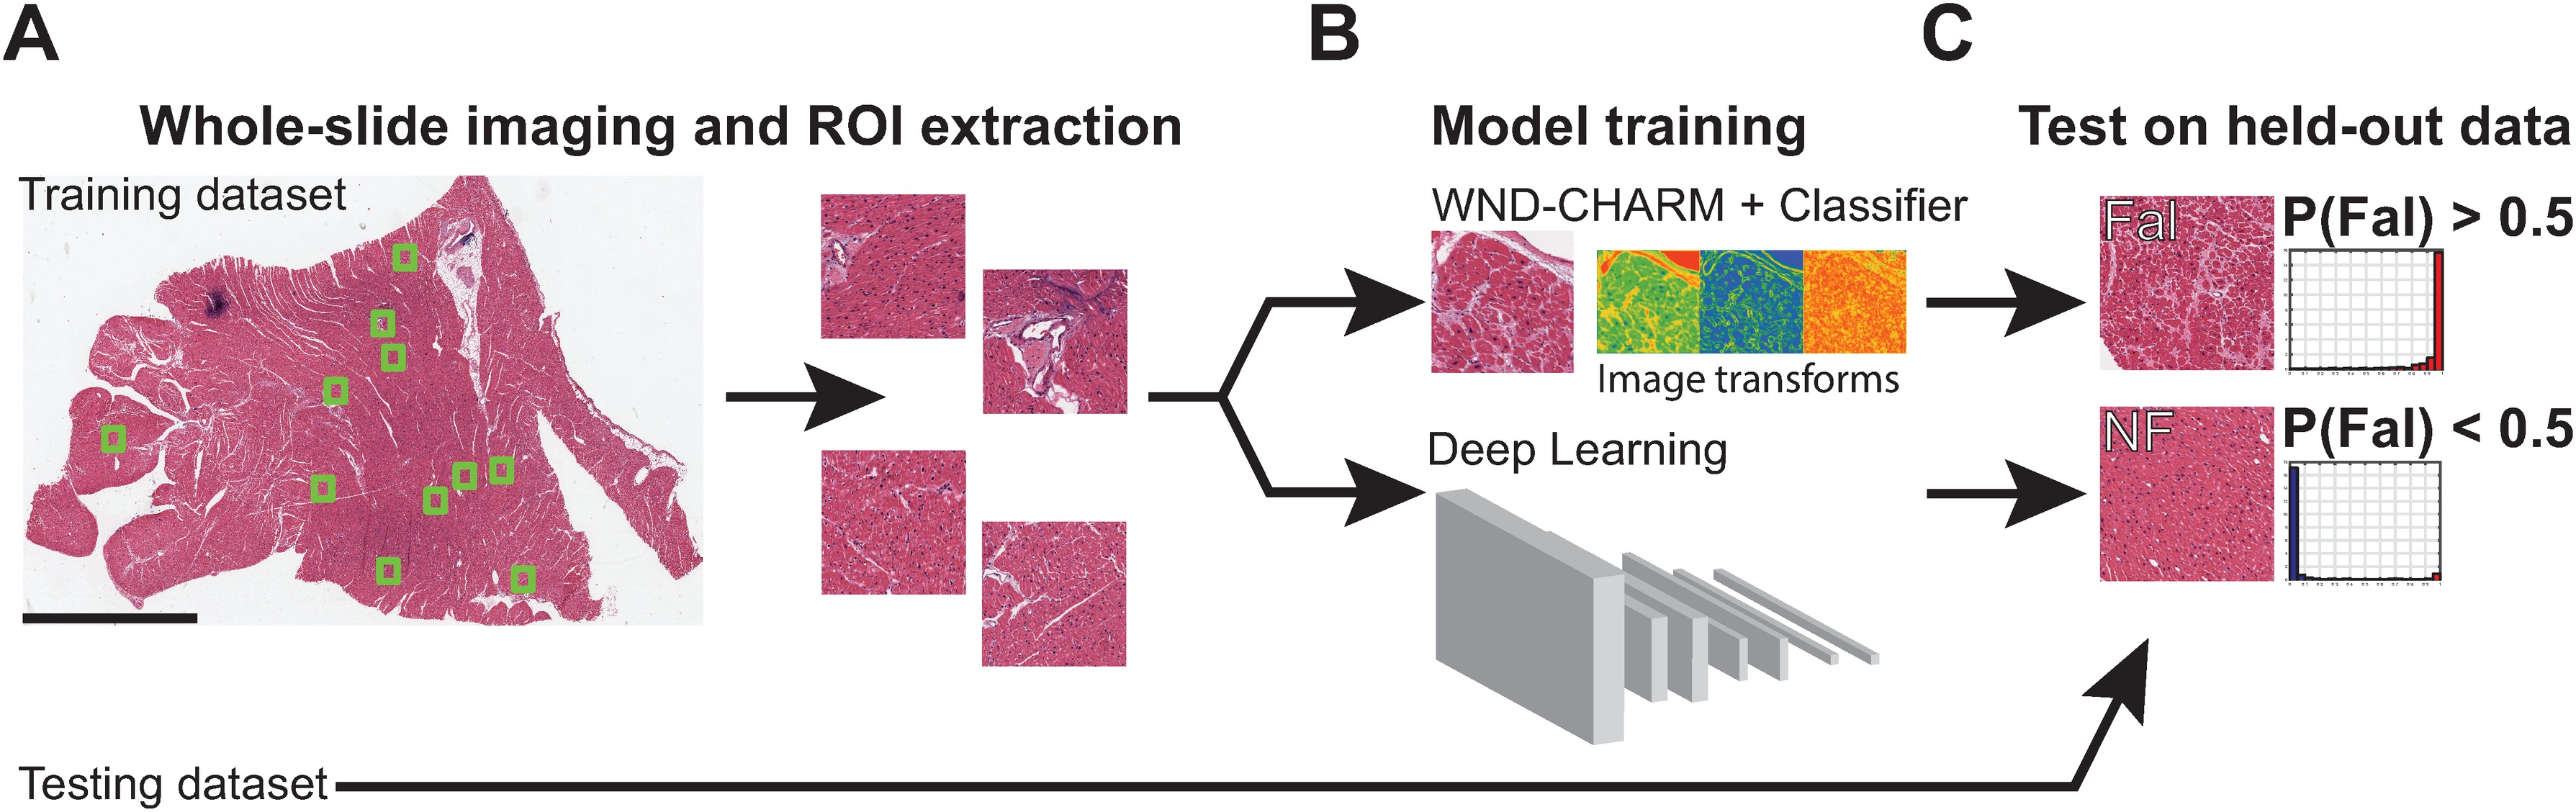 A
Whole-slide imaging and ROI extraction
Training dataset
B
Model training
WND-CHARM + Classifier
Image transforms
Deep Learning
C
Test on held-out data
Fal
P(Fal) > 0.5
NF
P(Fal) < 0.5
Testing dataset